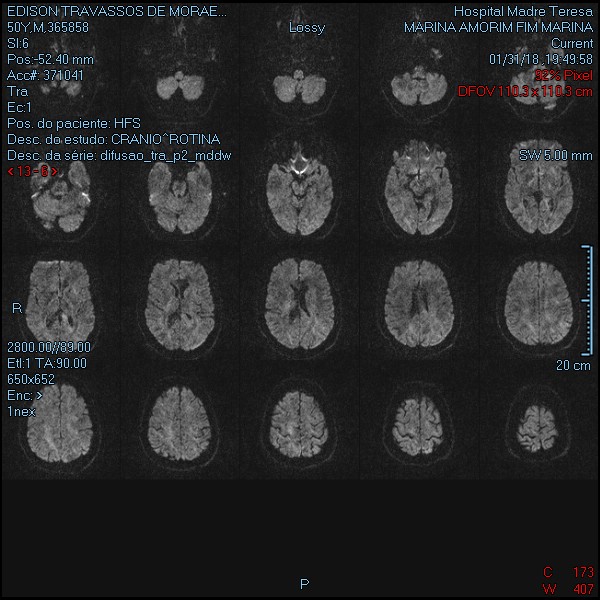 EDISON TRAVASSOS DE MORAE...
50Y,M,365858
Sl:6
Pos:-52.40 mm
Acc#: 371041
Tra
Ec:1
Pos. do paciente: HFS
Desc. do estudo: CRANIO^ROTINA
Desc. da série: difusao_tra_p2_mddw
< 13 - 6 >
Lossy
Hospital Madre Teresa
MARINA AMORIM FIM MARINA
Current
01/31/18 ,19:49:58
92% Pixel
DFOV 110.3 x 110.3 cm
SW 5.00 mm
R
20 cm
2800.00//89.00
Etl:1 TA:90.00
650x652
Enc: >
1nex
P
C 173
W 407